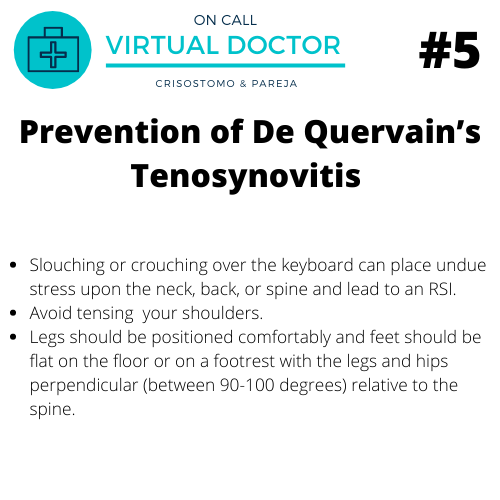 ON CALL
VIRTUAL DOCTOR
CRISOSTOMO & PAREJA
#5
Prevention of De Quervain’s
Tenosynovitis
• Slouching or crouching over the keyboard can place undue
stress upon the neck, back, or spine and lead to an RSI.
• Avoid tensing  your shoulders.
• Legs should be positioned comfortably and feet should be
flat on the floor or on a footrest with the legs and hips
perpendicular (between 90-100 degrees) relative to the
spine.